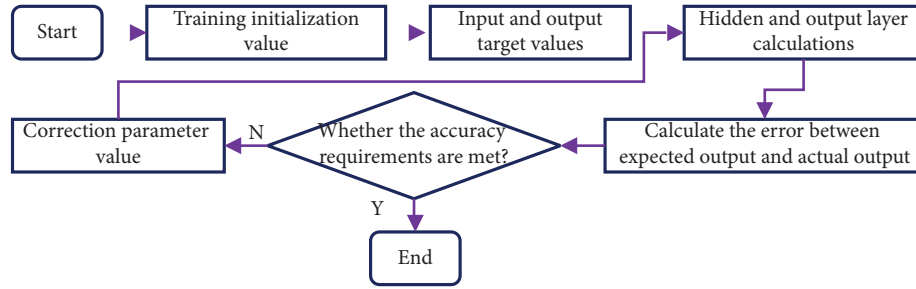 Start
Training initialization
value
Input and output
target values
Hidden and output layer
calculations
Calculate the error between
expected output and actual output
Whether the accuracy
requirements are met?
N
Correction parameter
value
Y
End